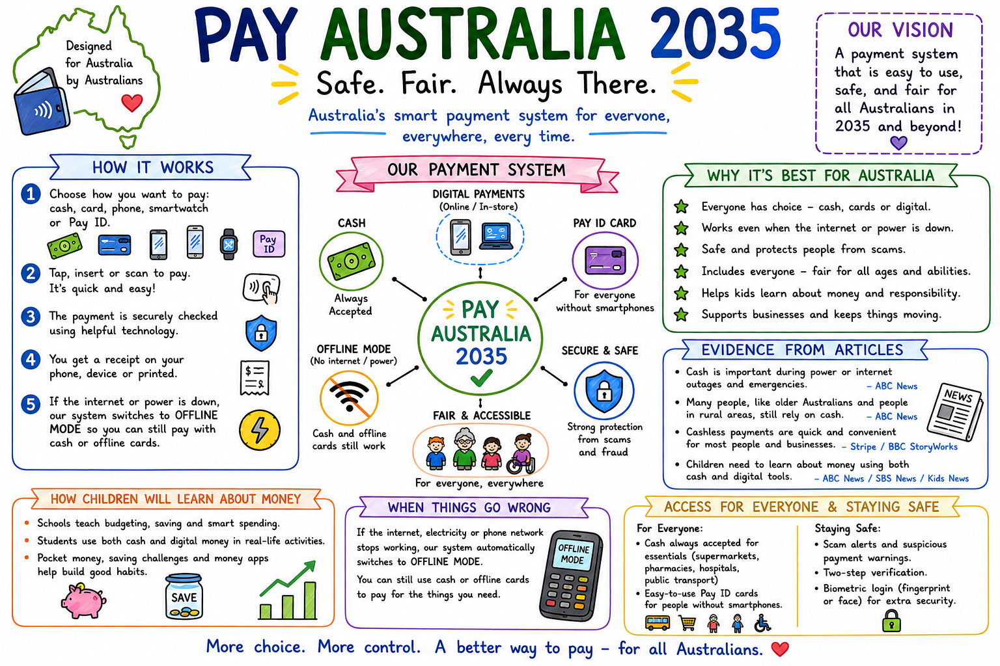 Designed
for Australia
by Australians
PAY AUSTRALIA 2035
Safe. Fair. Always There.
Australia's smart payment system for everyone,
everywhere, every time.
OUR VISION
A payment system
that is easy to use,
safe, and fair for
all Australians in
2035 and beyond!
HOW IT WORKS
1 Choose how you want to pay:
cash, card, phone, smartwatch
or Pay ID.
Pay
ID
2 Tap, insert or scan to pay.
It's quick and easy!
3 The payment is securely checked
using helpful technology.
4 You get a receipt on your
phone, device or printed.
5 If the internet or power is down,
our system switches to OFFLINE
MODE so you can still pay with
cash or offline cards.
OUR PAYMENT SYSTEM
DIGITAL PAYMENTS
(Online / In-store)
CASH
Always
Accepted
PAY ID CARD
For everyone
without smartphones
PAY
AUSTRALIA
2035
OFFLINE MODE
(No internet / power)
Cash and offline
cards still work
SECURE & SAFE
Strong protection
from scams
and fraud
FAIR & ACCESSIBLE
For everyone, everywhere
WHY IT'S BEST FOR AUSTRALIA
Everyone has choice – cash, cards or digital.
Works even when the internet or power is down.
Safe and protects people from scams.
Includes everyone – fair for all ages and abilities.
Helps kids learn about money and responsibility.
Supports businesses and keeps things moving.
EVIDENCE FROM ARTICLES
• Cash is important during power or internet
outages and emergencies. – ABC News
• Many people, like older Australians and people
in rural areas, still rely on cash. – ABC News
• Cashless payments are quick and convenient
for most people and businesses. – Stripe / BBC StoryWorks
• Children need to learn about money using both
cash and digital tools. – ABC News / SBS News / Kids News
NEWS
HOW CHILDREN WILL LEARN ABOUT MONEY
• Schools teach budgeting, saving and smart spending.
• Students use both cash and digital money in real-life activities.
• Pocket money, saving challenges and money apps
help build good habits.
SAVE
WHEN THINGS GO WRONG
If the internet, electricity or phone network
stops working, our system automatically
switches to OFFLINE MODE.
You can still use cash or offline cards
to pay for the things you need.
OFFLINE
MODE
ACCESS FOR EVERYONE & STAYING SAFE
For Everyone:
• Cash always accepted for
essentials (supermarkets,
pharmacies, hospitals,
public transport)
• Easy-to-use Pay ID cards
for people without smartphones.
Staying Safe:
• Scam alerts and suspicious
payment warnings.
• Two-step verification.
• Biometric login (fingerprint
or face) for extra security.
More choice. More control. A better way to pay – for all Australians.